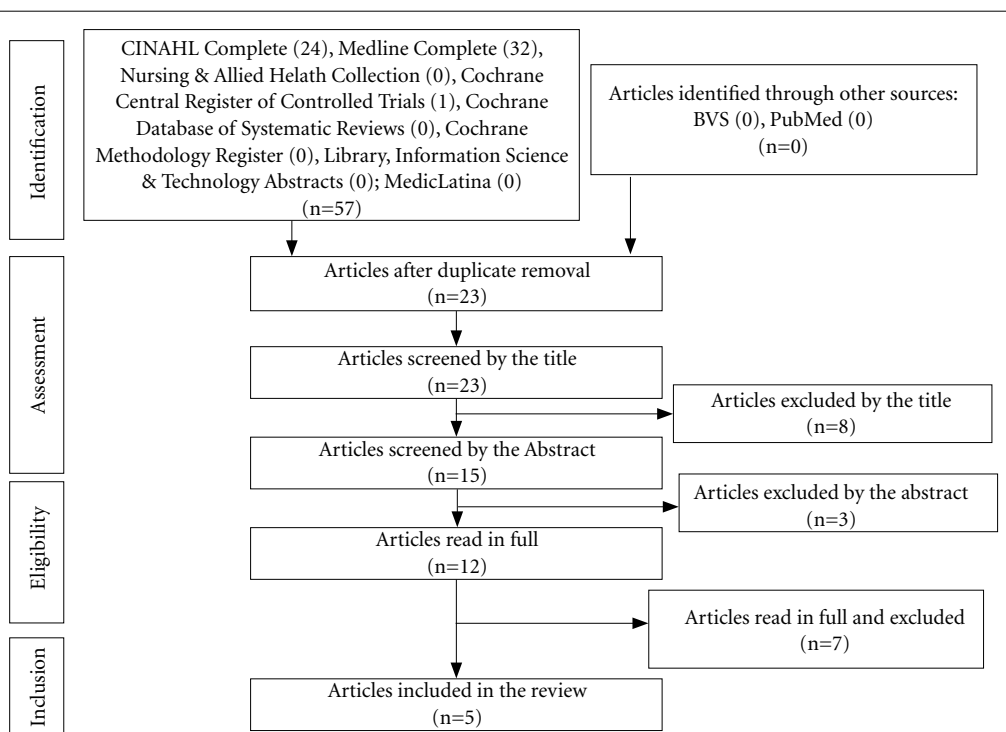 Identification
CINAHL Complete (24), Medline Complete (32),
Nursing & Allied Helath Collection (0), Cochrane
Central Register of Controlled Trials (1), Cochrane
Database of Systematic Reviews (0), Cochrane
Methodology Register (0), Library, Information Science
& Technology Abstracts (0); MedicLatina (0)
(n=57)
Articles identified through other sources:
BVS (0), PubMed (0)
(n=0)
Assessment
Articles after duplicate removal
(n=23)
Articles screened by the title
(n=23)
Articles excluded by the title
(n=8)
Articles screened by the Abstract
(n=15)
Eligibility
Articles excluded by the abstract
(n=3)
Articles read in full
(n=12)
Articles read in full and excluded
(n=7)
Inclusion
Articles included in the review
(n=5)